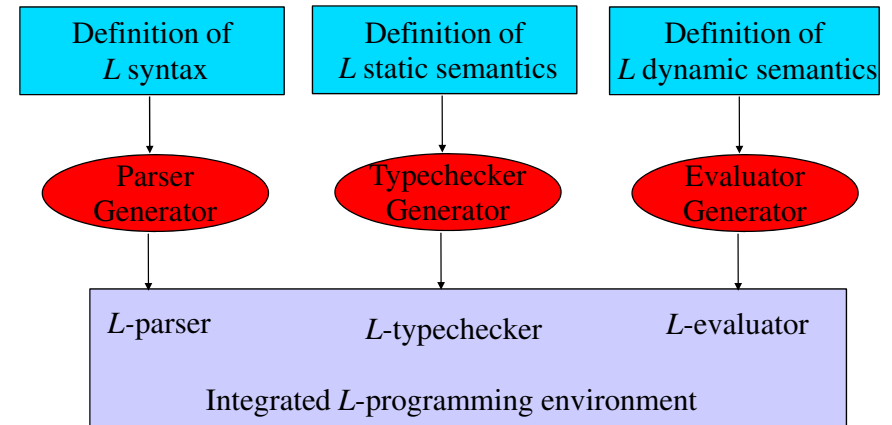 Definition of
L syntax
Definition of
L static semantics
Definition of
L dynamic semantics
Parser
Generator
Typechecker
Generator
Evaluator
Generator
L-parser
L-typechecker
L-evaluator
Integrated L-programming environment